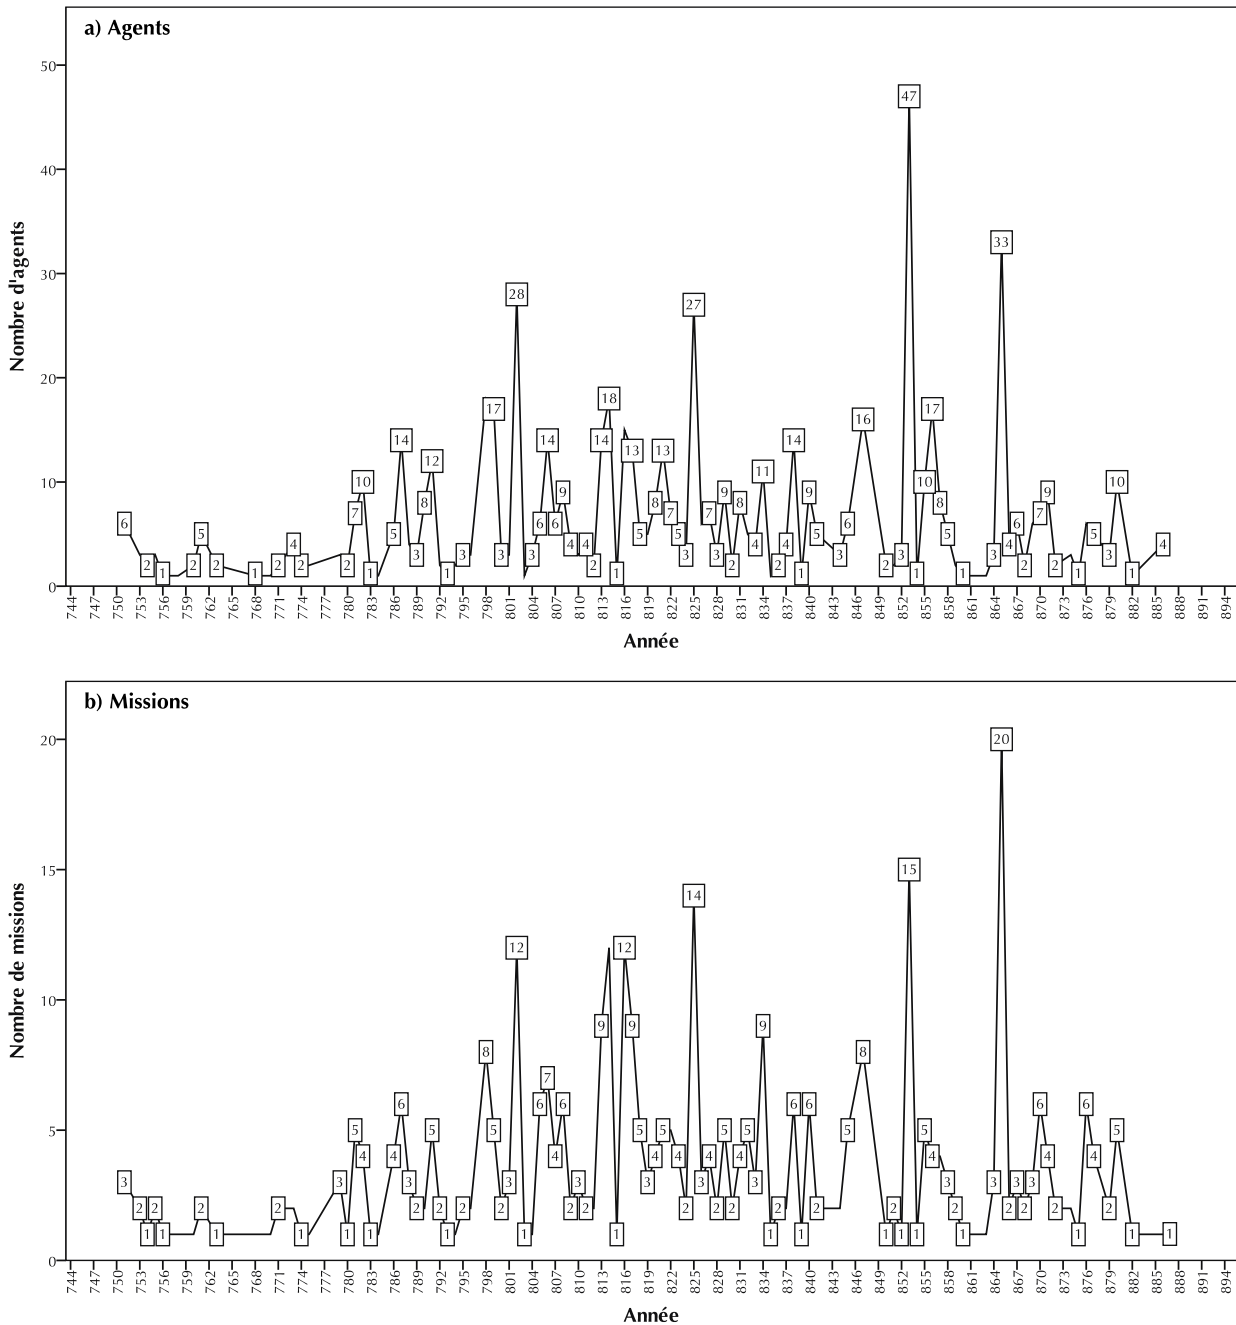 a) Agents
Nombre d'agents
50
40
30
20
10
0
6 2 1 2 5 2 1 2 4 2 2 7 10 1 5 14 3 8 12 1 3 17 3 28 3 6 14 6 9 4 4 2 14 18 1 13 5 8 13 7 5 3 27 7 3 9 2 8 4 11 2 4 14 1 9 5 3 6 16 2 3 47 1 10 17 8 5 1 3 33 4 6 2 7 9 2 1 5 3 10 1 4
744 747 750 753 756 759 762 765 768 771 774 777 780 783 786 789 792 795 798 801 804 807 810 813 816 819 822 825 828 831 834 837 840 843 846 849 852 855 858 861 864 867 870 873 876 879 882 885 888 891 894
Année
b) Missions
Nombre de missions
20
15
10
5
0
3 2 1 2 1 2 1 2 1 3 1 5 4 1 4 6 3 2 5 2 1 2 8 5 2 3 12 1 6 7 4 6 2 3 2 9 1 12 9 5 3 4 5 4 2 14 3 4 2 5 2 4 5 3 9 1 2 6 1 6 2 5 8 1 2 1 15 1 5 4 3 2 1 3 20 2 3 2 3 6 4 2 1 6 4 2 5 1 1
744 747 750 753 756 759 762 765 768 771 774 777 780 783 786 789 792 795 798 801 804 807 810 813 816 819 822 825 828 831 834 837 840 843 846 849 852 855 858 861 864 867 870 873 876 879 882 885 888 891 894
Année